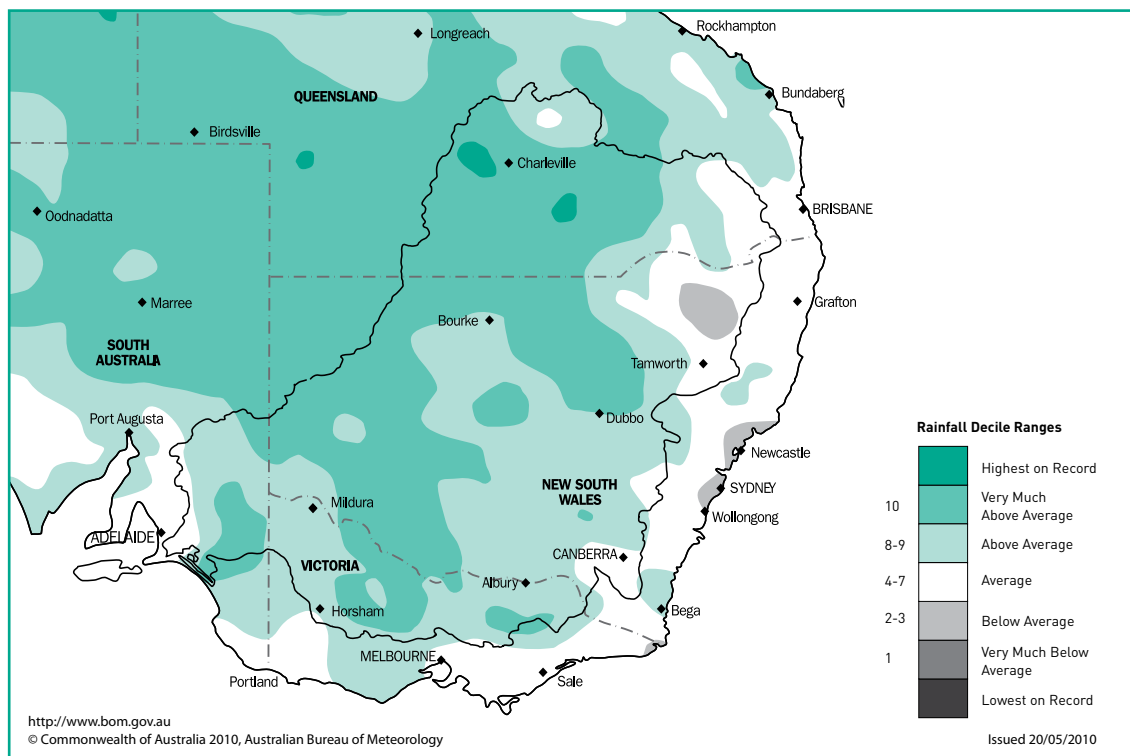 Rockhampton
Longreach
QUEENSLAND
Bundaberg
Birdsville
Charleville
Oodnadatta
BRISBANE
Marree
Grafton
Bourke
SOUTH
AUSTRALIA
Tamworth
Port Augusta
Dubbo
Rainfall Decile Ranges
Newcastle
Highest on Record
NEW SOUTH
WALES
SYDNEY
Mildura
10
Very Much
Above Average
Wollongong
ADELAIDE
8-9
Above Average
CANBERRA
VICTORIA
Albury
4-7
Average
Horsham
Bega
2-3
Below Average
MELBOURNE
1
Very Much Below
Average
Portland
Sale
Lowest on Record
http://www.bom.gov.au
© Commonwealth of Australia 2010, Australian Bureau of Meteorology
Issued 20/05/2010